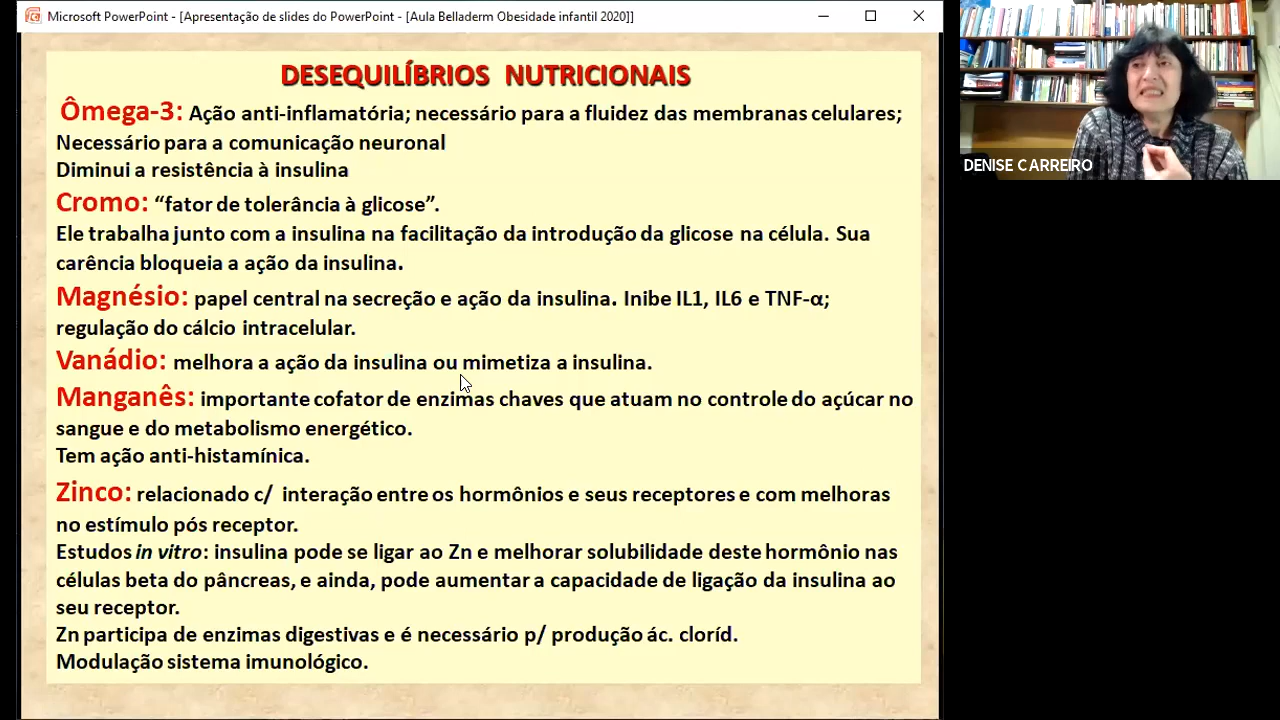 Microsoft PowerPoint - [Apresentação de slides do PowerPoint - [Aula Belladerm Obesidade infantil 2020]]
DESEQUILÍBRIOS NUTRICIONAIS
Ômega-3: Ação anti-inflamatória; necessário para a fluidez das membranas celulares;
Necessário para a comunicação neuronal
Diminui a resistência à insulina
Cromo: “fator de tolerância à glicose”.
Ele trabalha junto com a insulina na facilitação da introdução da glicose na célula. Sua
carência bloqueia a ação da insulina.
Magnésio: papel central na secreção e ação da insulina. Inibe IL1, IL6 e TNF-α;
regulação do cálcio intracelular.
Vanádio: melhora a ação da insulina ou mimetiza a insulina.
Manganês: importante cofator de enzimas chaves que atuam no controle do açúcar no
sangue e do metabolismo energético.
Tem ação anti-histamínica.
Zinco: relacionado c/ interação entre os hormônios e seus receptores e com melhoras
no estímulo pós receptor.
Estudos in vitro: insulina pode se ligar ao Zn e melhorar solubilidade deste hormônio nas
células beta do pâncreas, e ainda, pode aumentar a capacidade de ligação da insulina ao
seu receptor.
Zn participa de enzimas digestivas e é necessário p/ produção ác. cloríd.
Modulação sistema imunológico.
DENISE CARREIRO